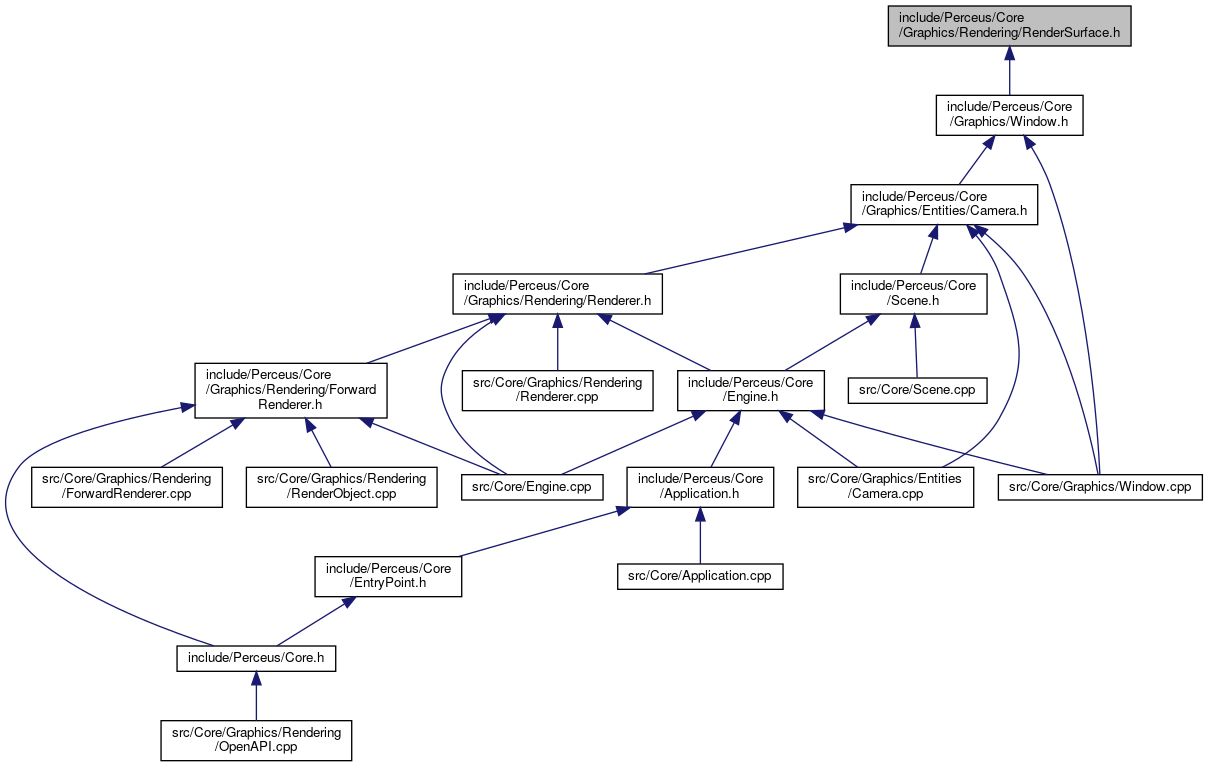 include/Perceus/Core
/Graphics/Rendering/RenderSurface.h
include/Perceus/Core
/Graphics/Window.h
include/Perceus/Core
/Graphics/Entities/Camera.h
include/Perceus/Core
/Graphics/Rendering/Renderer.h
include/Perceus/Core
/Scene.h
include/Perceus/Core
/Graphics/Rendering/Forward
Renderer.h
src/Core/Graphics/Rendering
/Renderer.cpp
include/Perceus/Core
/Engine.h
src/Core/Scene.cpp
src/Core/Graphics/Rendering
/ForwardRenderer.cpp
src/Core/Graphics/Rendering
/RenderObject.cpp
src/Core/Engine.cpp
include/Perceus/Core
/Application.h
src/Core/Graphics/Entities
/Camera.cpp
src/Core/Graphics/Window.cpp
include/Perceus/Core
/EntryPoint.h
src/Core/Application.cpp
include/Perceus/Core.h
src/Core/Graphics/Rendering
/OpenAPI.cpp